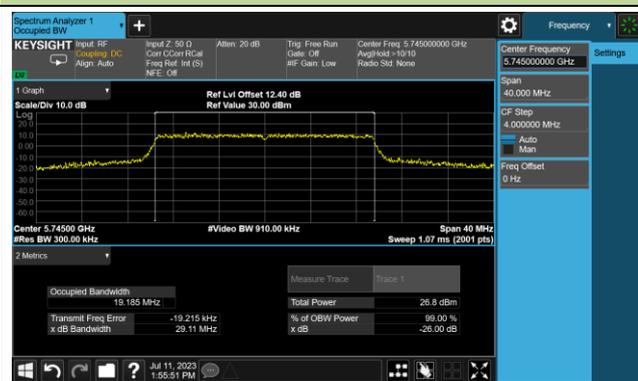 Spectrum Analyzer 1
Occupied BW
Frequency
KEYSIGHT
Input: RF
Coupling: DC
Align: Auto
Input Z: 50 Ω
Corr CCorr RCal
Freq Ref: Int (S)
NFE: Off
Atten: 20 dB
Trig: Free Run
Gate: Off
#IF Gain: Low
Center Freq: 5.745000000 GHz
Avg|Hold:>10/10
Radio Std: None
Center Frequency
5.745000000 GHz
Settings
Span
40.000 MHz
CF Step
4.000000 MHz
Auto
Man
Freq Offset
0 Hz
1 Graph
Scale/Div 10.0 dB
Ref Lvl Offset 12.40 dB
Ref Value 30.00 dBm
Log
20.0
10.0
0.00
-10.0
-20.0
-30.0
-40.0
-50.0
-60.0
Center 5.74500 GHz
#Res BW 300.00 kHz
#Video BW 910.00 kHz
Span 40 MHz
Sweep 1.07 ms (2001 pts)
2 Metrics
Measure Trace
Trace 1
Occupied Bandwidth
19.185 MHz
Total Power
26.8 dBm
Transmit Freq Error
-19.215 kHz
% of OBW Power
99.00 %
x dB Bandwidth
29.11 MHz
x dB
-26.00 dB
Jul 11, 2023
1:55:51 PM